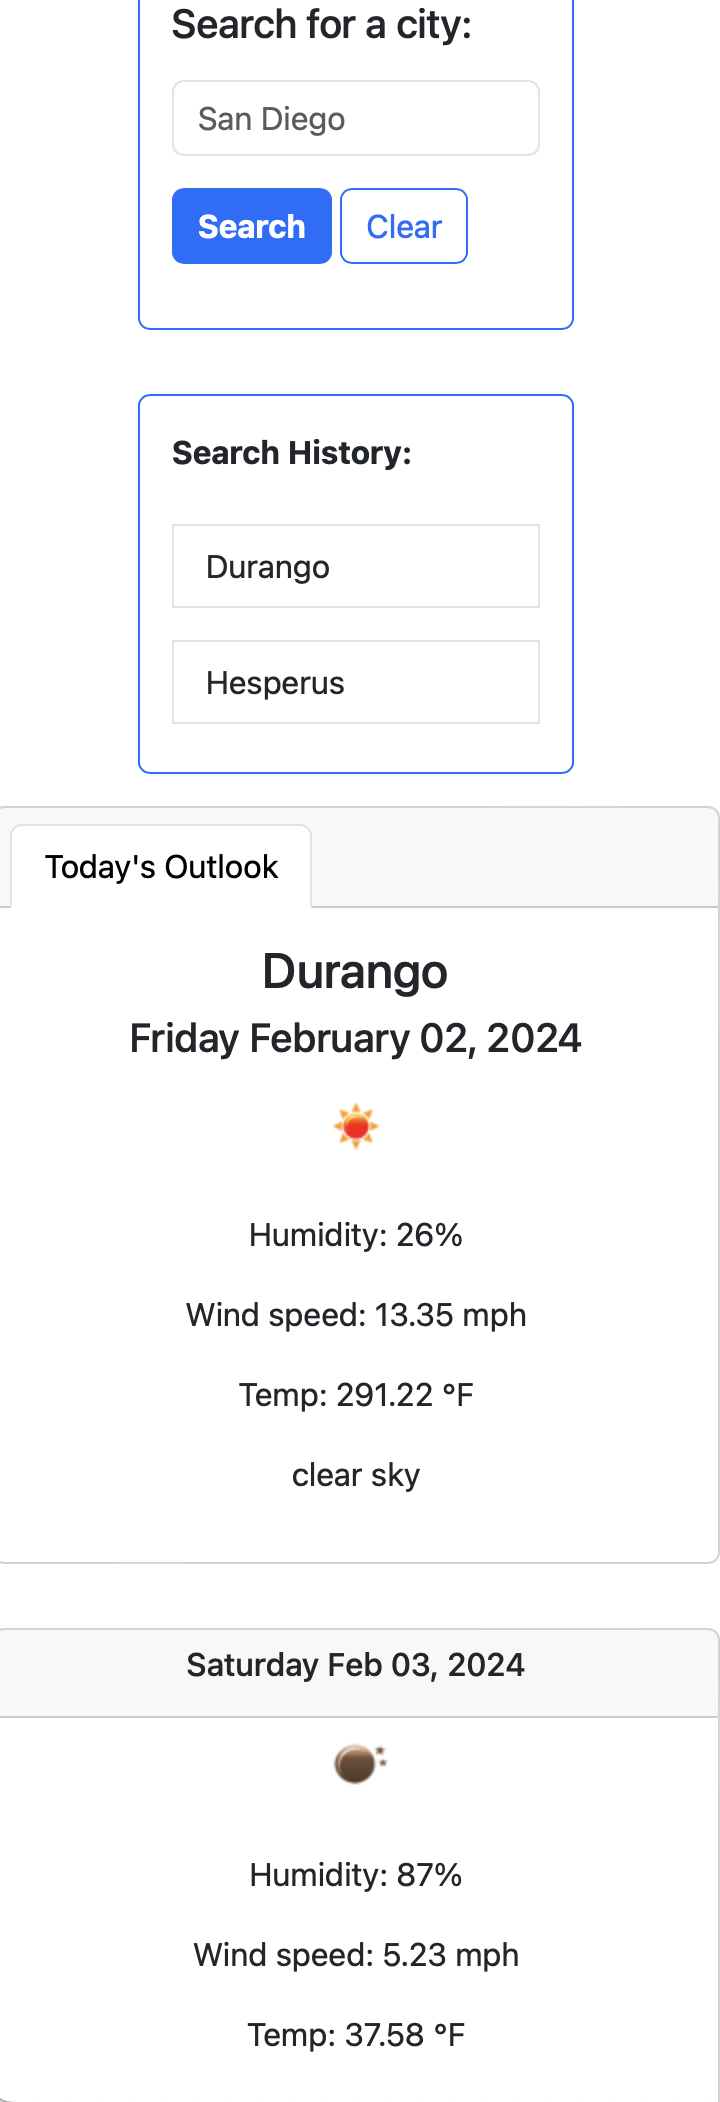 Search for a city:
San Diego
Search Clear
Search History:
Durango
Hesperus
Today's Outlook
Durango
Friday February 02, 2024
Humidity: 26%
Wind speed: 13.35 mph
Temp: 291.22 °F
clear sky
Saturday Feb 03, 2024
Humidity: 87%
Wind speed: 5.23 mph
Temp: 37.58 °F